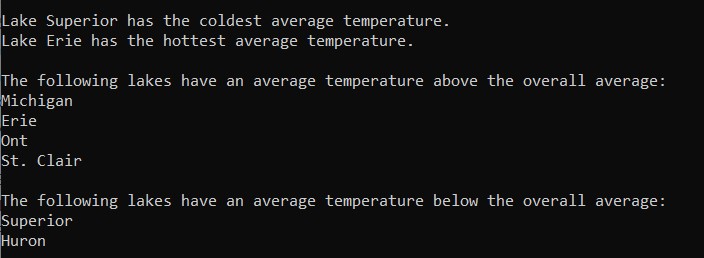 Lake Superior has the coldest average temperature.
Lake Erie has the hottest average temperature.
The following lakes have an average temperature above the overall average:
Michigan
Erie
Ont
St. Clair
The following lakes have an average temperature below the overall average:
Superior
Huron